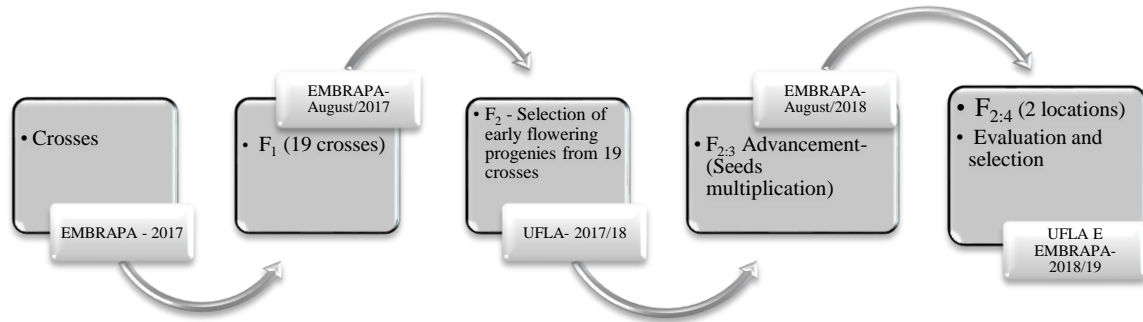 • Crosses
EMBRAPA - 2017
EMBRAPA-
August/2017
• F₁ (19 crosses)
• F₂ - Selection of
early flowering
progenies from 19
crosses
UFLA- 2017/18
EMBRAPA-
August/2018
• F₂:₃ Advancement-
(Seeds
multiplication)
• F₂:₄ (2 locations)
• Evaluation and
selection
UFLA E
EMBRAPA-
2018/19